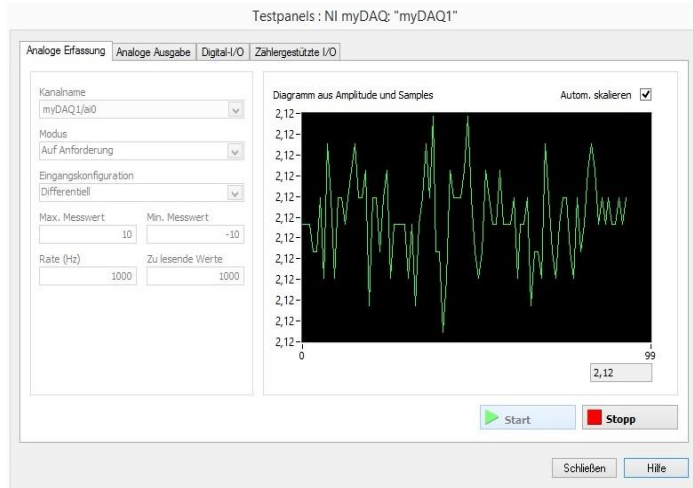 Testpanels : NI myDAQ: "myDAQ1"
Analoge Erfassung Analoge Ausgabe Digital-I/O Zählergestützte I/O
Kanalname
myDAQ1/ai0
Modus
Auf Anforderung
Eingangskonfiguration
Differentiell
Max. Messwert Min. Messwert
10 -10
Rate (Hz) Zu lesende Werte
1000 1000
Diagramm aus Amplitude und Samples Autom. skalieren
2,12
2,12
2,12
2,12
2,12
2,12
2,12
2,12
2,12
2,12
2,12
2,12
0 99
2,12
Start Stopp
Schließen Hilfe